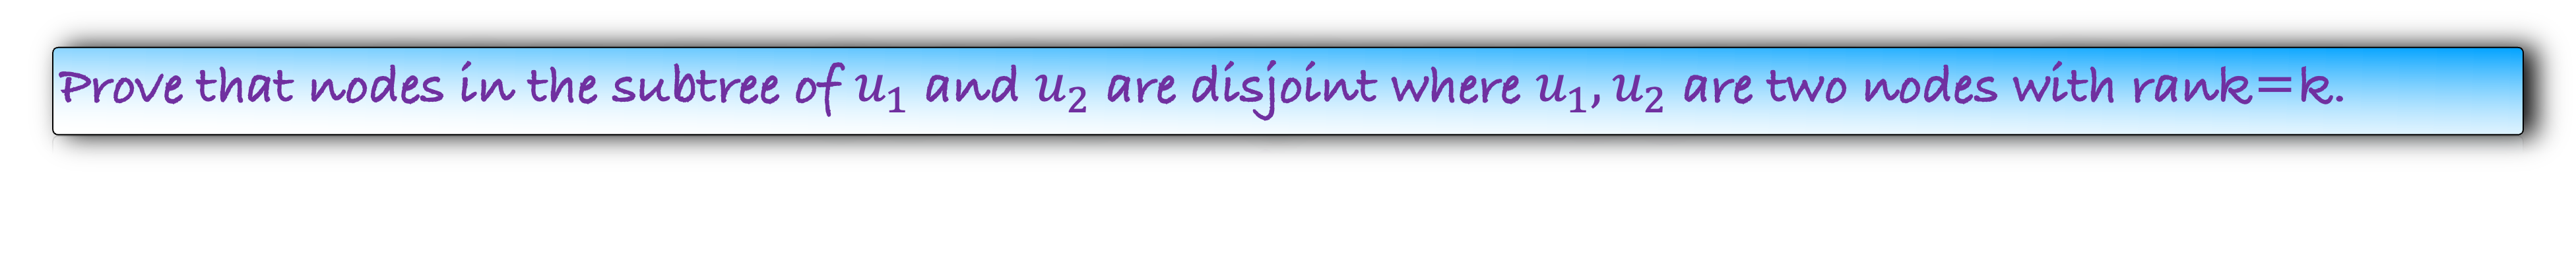 Prove that nodes in the subtree of u₁ and u₂ are disjoint where u₁, u₂ are two nodes with rank=k.